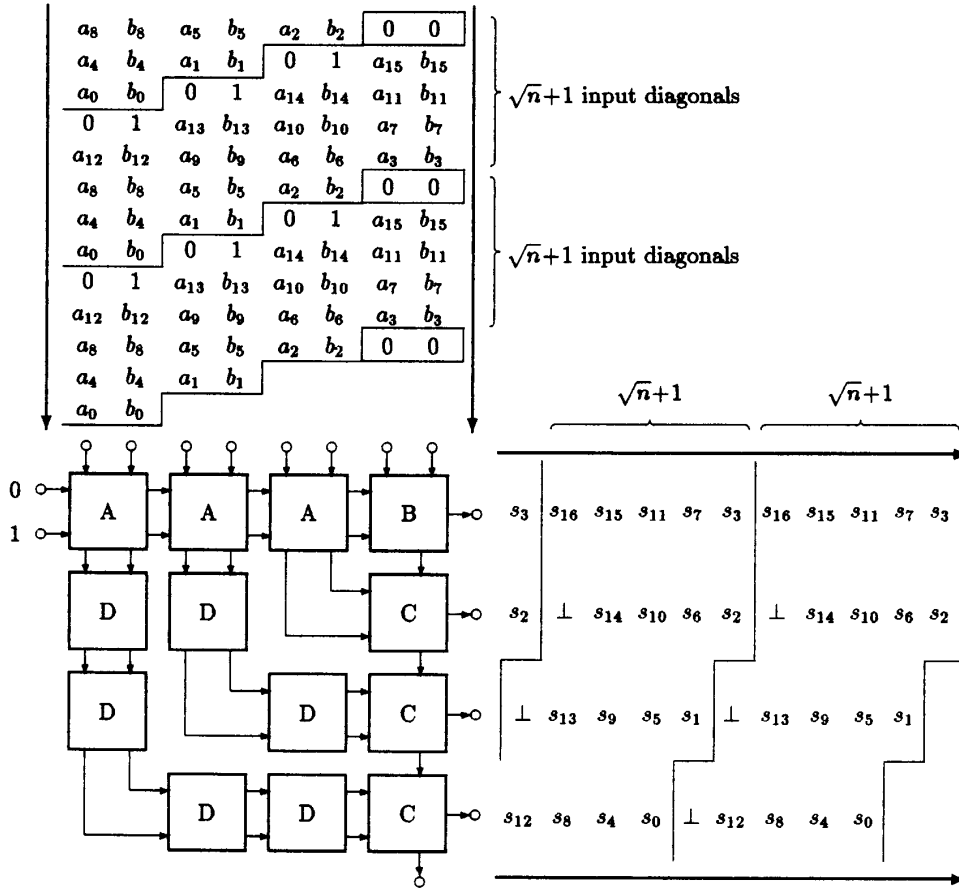 a₈ b₈ a₅ b₅ a₂ b₂ 0 0
a₄ b₄ a₁ b₁ 0 1 a₁₅ b₁₅
a₀ b₀ 0 1 a₁₄ b₁₄ a₁₁ b₁₁
0 1 a₁₃ b₁₃ a₁₀ b₁₀ a₇ b₇
a₁₂ b₁₂ a₉ b₉ a₆ b₆ a₃ b₃
√n+1 input diagonals
a₈ b₈ a₅ b₅ a₂ b₂ 0 0
a₄ b₄ a₁ b₁ 0 1 a₁₅ b₁₅
a₀ b₀ 0 1 a₁₄ b₁₄ a₁₁ b₁₁
0 1 a₁₃ b₁₃ a₁₀ b₁₀ a₇ b₇
a₁₂ b₁₂ a₉ b₉ a₆ b₆ a₃ b₃
√n+1 input diagonals
a₈ b₈ a₅ b₅ a₂ b₂ 0 0
a₄ b₄ a₁ b₁
a₀ b₀
√n+1 √n+1
0
1
A A A B
s₃ s₁₆ s₁₅ s₁₁ s₇ s₃ s₁₆ s₁₅ s₁₁ s₇ s₃
D D C
s₂ ⊥ s₁₄ s₁₀ s₆ s₂ ⊥ s₁₄ s₁₀ s₆ s₂
D D C
⊥ s₁₃ s₉ s₅ s₁ ⊥ s₁₃ s₉ s₅ s₁
D D C
s₁₂ s₈ s₄ s₀ ⊥ s₁₂ s₈ s₄ s₀